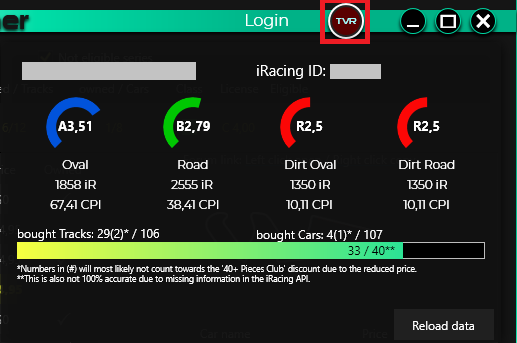 er
Login
TVR
iRacing ID:
A3,51
B2,79
R2,5
R2,5
Oval
Road
Dirt Oval
Dirt Road
1858 iR
2555 iR
1350 iR
1350 iR
67,41 CPI
38,41 CPI
10,11 CPI
10,11 CPI
bought Tracks: 29(2)* / 106
bought Cars: 4(1)* / 107
33 / 40**
*Numbers in (#) will most likely not count towards the '40+ Pieces Club' discount due to the reduced price.
**This is also not 100% accurate due to missing information in the iRacing API.
Reload data